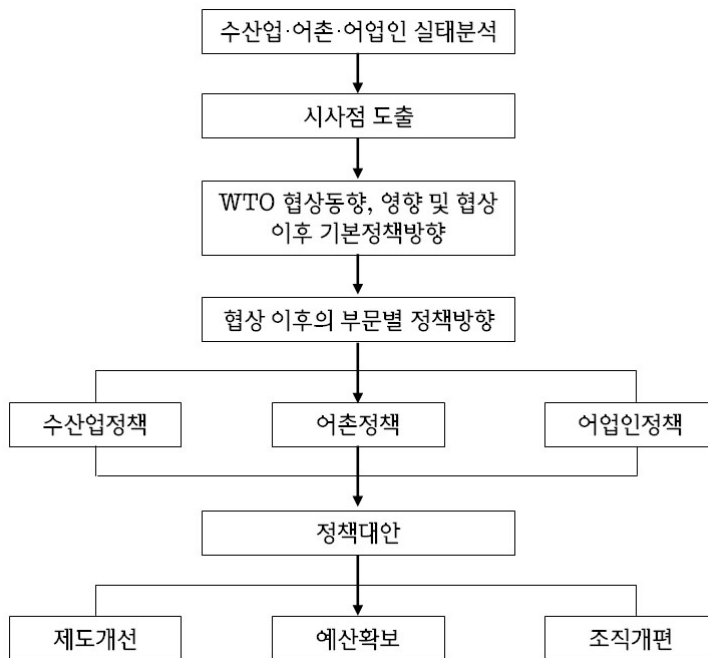 수산업·어촌·어업인 실태분석
시사점 도출
WTO 협상동향, 영향 및 협상
이후 기본정책방향
협상 이후의 부문별 정책방향
수산업정책
어촌정책
어업인정책
정책대안
제도개선
예산확보
조직개편